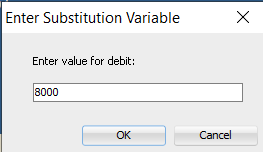 Enter Substitution Variable
Enter value for debit:
8000
OK
Cancel